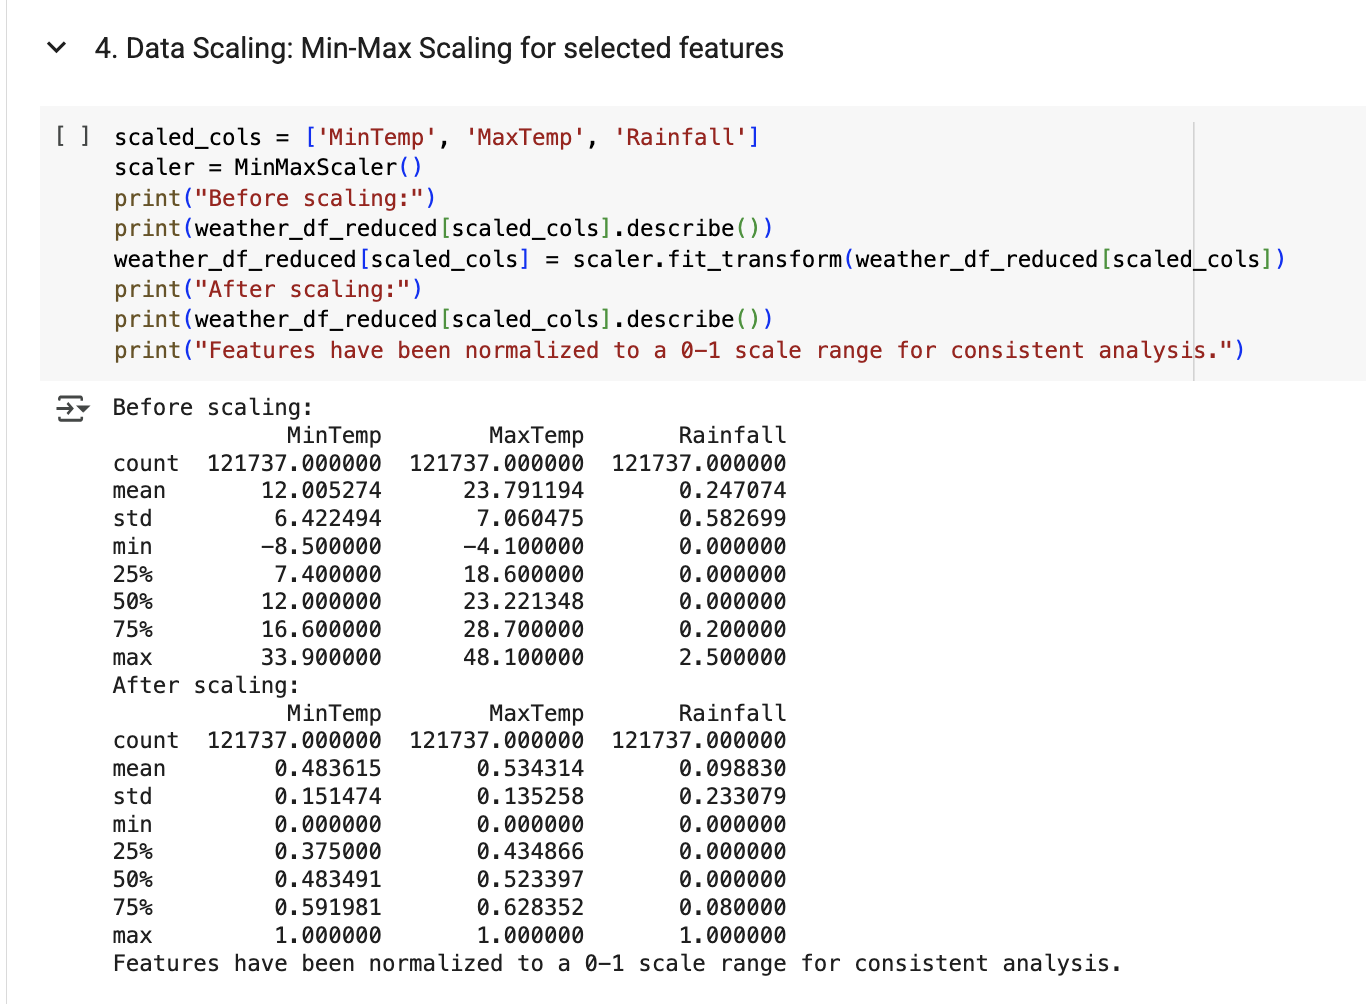 4. Data Scaling: Min-Max Scaling for selected features
[ ] scaled_cols = ['MinTemp', 'MaxTemp', 'Rainfall']
scaler = MinMaxScaler()
print("Before scaling:")
print(weather_df_reduced[scaled_cols].describe())
weather_df_reduced[scaled_cols] = scaler.fit_transform(weather_df_reduced[scaled_cols])
print("After scaling:")
print(weather_df_reduced[scaled_cols].describe())
print("Features have been normalized to a 0-1 scale range for consistent analysis.")
Before scaling:
MinTemp MaxTemp Rainfall
count 121737.000000 121737.000000 121737.000000
mean 12.005274 23.791194 0.247074
std 6.422494 7.060475 0.582699
min -8.500000 -4.100000 0.000000
25% 7.400000 18.600000 0.000000
50% 12.000000 23.221348 0.000000
75% 16.600000 28.700000 0.200000
max 33.900000 48.100000 2.500000
After scaling:
MinTemp MaxTemp Rainfall
count 121737.000000 121737.000000 121737.000000
mean 0.483615 0.534314 0.098830
std 0.151474 0.135258 0.233079
min 0.000000 0.000000 0.000000
25% 0.375000 0.434866 0.000000
50% 0.483491 0.523397 0.000000
75% 0.591981 0.628352 0.080000
max 1.000000 1.000000 1.000000
Features have been normalized to a 0-1 scale range for consistent analysis.